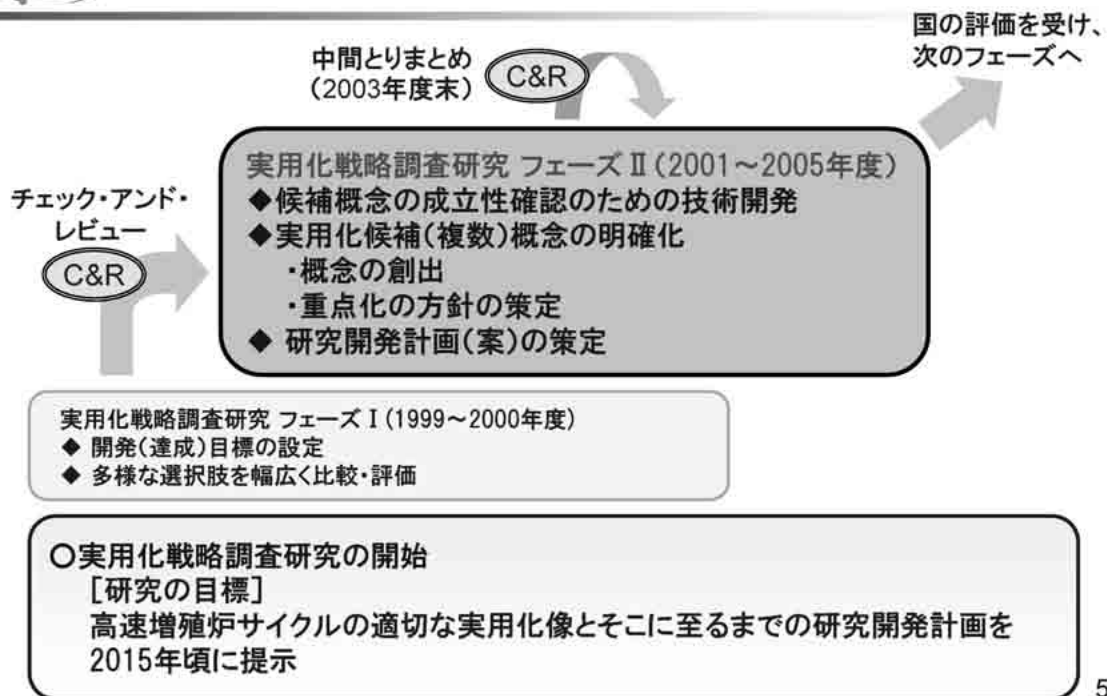 国の評価を受け、
次のフェーズへ
中間とりまとめ
（2003年度末）
C&R
実用化戦略調査研究 フェーズⅡ（2001～2005年度）
◆候補概念の成立性確認のための技術開発
◆実用化候補（複数）概念の明確化
・概念の創出
・重点化の方針の策定
◆ 研究開発計画（案）の策定
チェック・アンド・
レビュー
C&R
実用化戦略調査研究 フェーズⅠ（1999～2000年度）
◆ 開発（達成）目標の設定
◆ 多様な選択肢を幅広く比較・評価
○実用化戦略調査研究の開始
［研究の目標］
高速増殖炉サイクルの適切な実用化像とそこに至るまでの研究開発計画を
2015年頃に提示
5